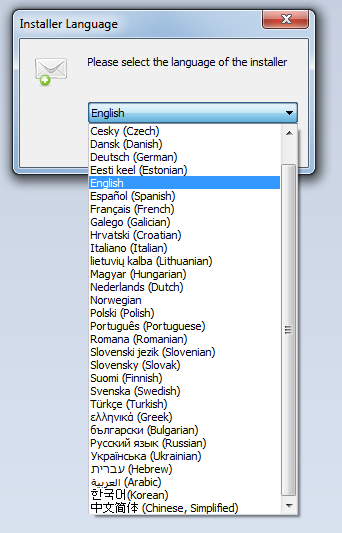 Installer Language
Please select the language of the installer
English
Cesky (Czech)
Dansk (Danish)
Deutsch (German)
Eesti keel (Estonian)
English
Español (Spanish)
Français (French)
Galego (Galician)
Hrvatski (Croatian)
Italiano (Italian)
lietuvių kalba (Lithuanian)
Magyar (Hungarian)
Nederlands (Dutch)
Norwegian
Polski (Polish)
Português (Portuguese)
Romana (Romanian)
Slovenski jezik (Slovenian)
Slovensky (Slovak)
Suomi (Finnish)
Svenska (Swedish)
Türkçe (Turkish)
ελληνικά (Greek)
български (Bulgarian)
Русский язык (Russian)
Українська (Ukrainian)
עברית (Hebrew)
العربية (Arabic)
한국어(Korean)
中文简体 (Chinese, Simplified)